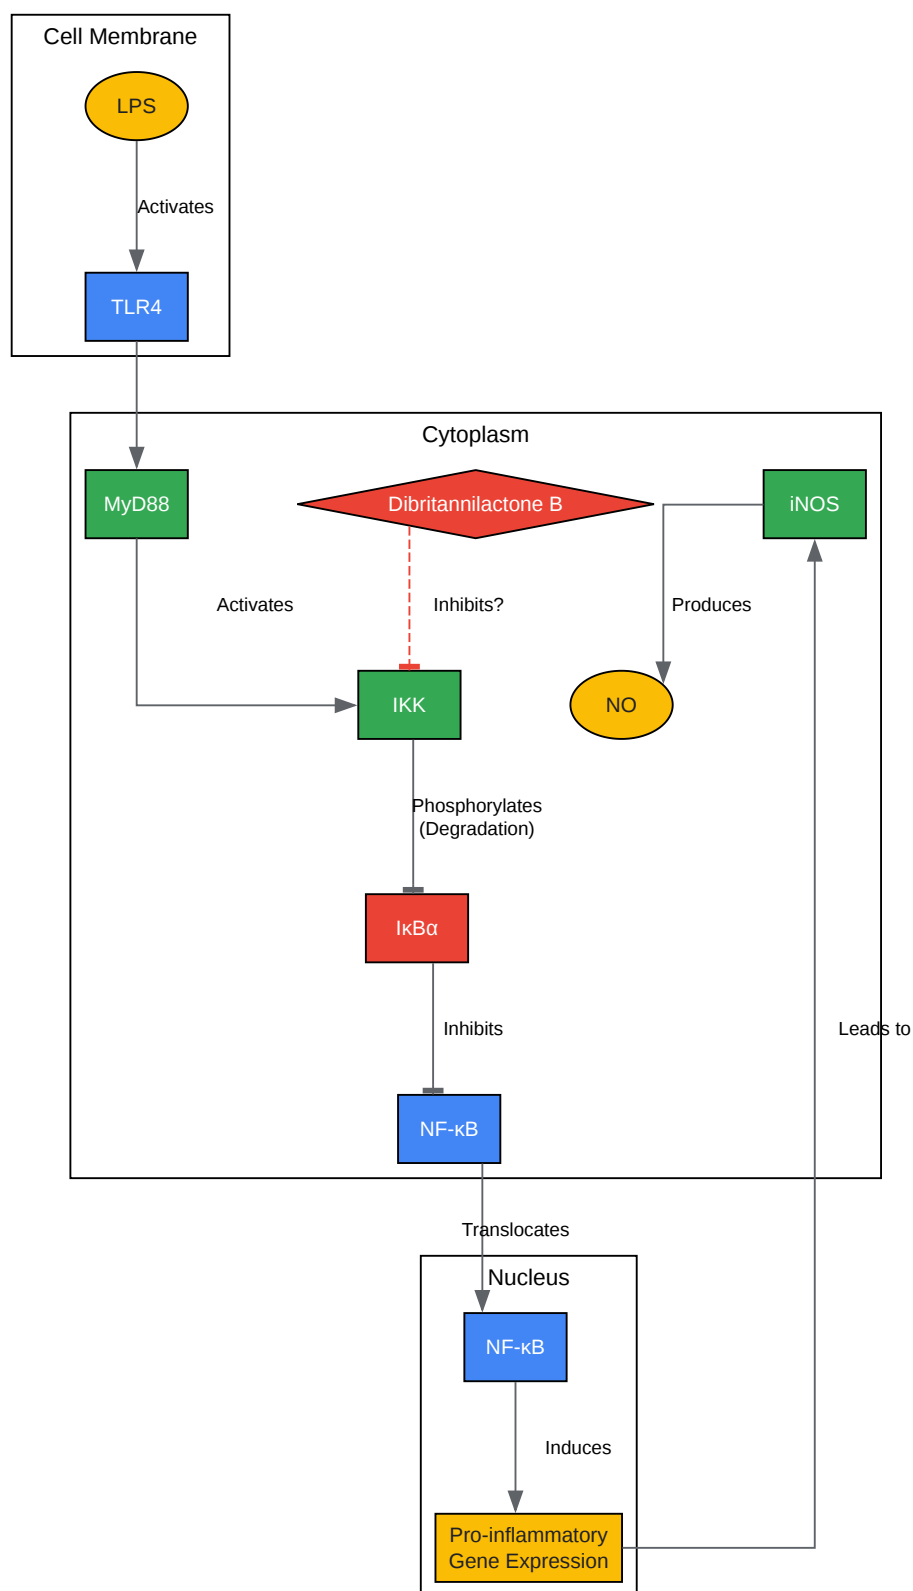 Cell Membrane
LPS
Activates
TLR4
Cytoplasm
MyD88
Dibritannilactone B
iNOS
Activates
Inhibits?
Produces
IKK
NO
Phosphorylates
(Degradation)
IκBα
Inhibits
Leads to
NF-κB
Translocates
Nucleus
NF-κB
Induces
Pro-inflammatory
Gene Expression